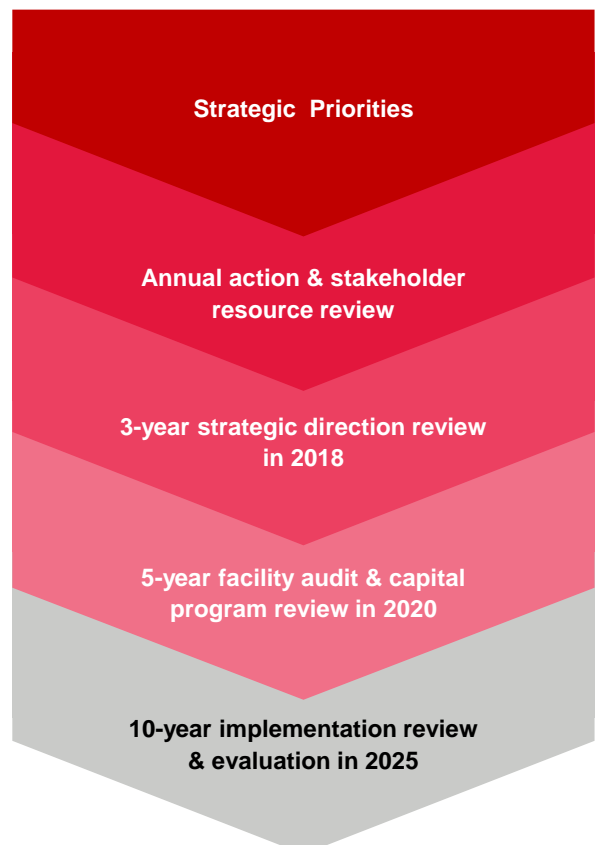 Strategic Priorities
Annual action & stakeholder
resource review
3-year strategic direction review
in 2018
5-year facility audit & capital
program review in 2020
10-year implementation review
& evaluation in 2025